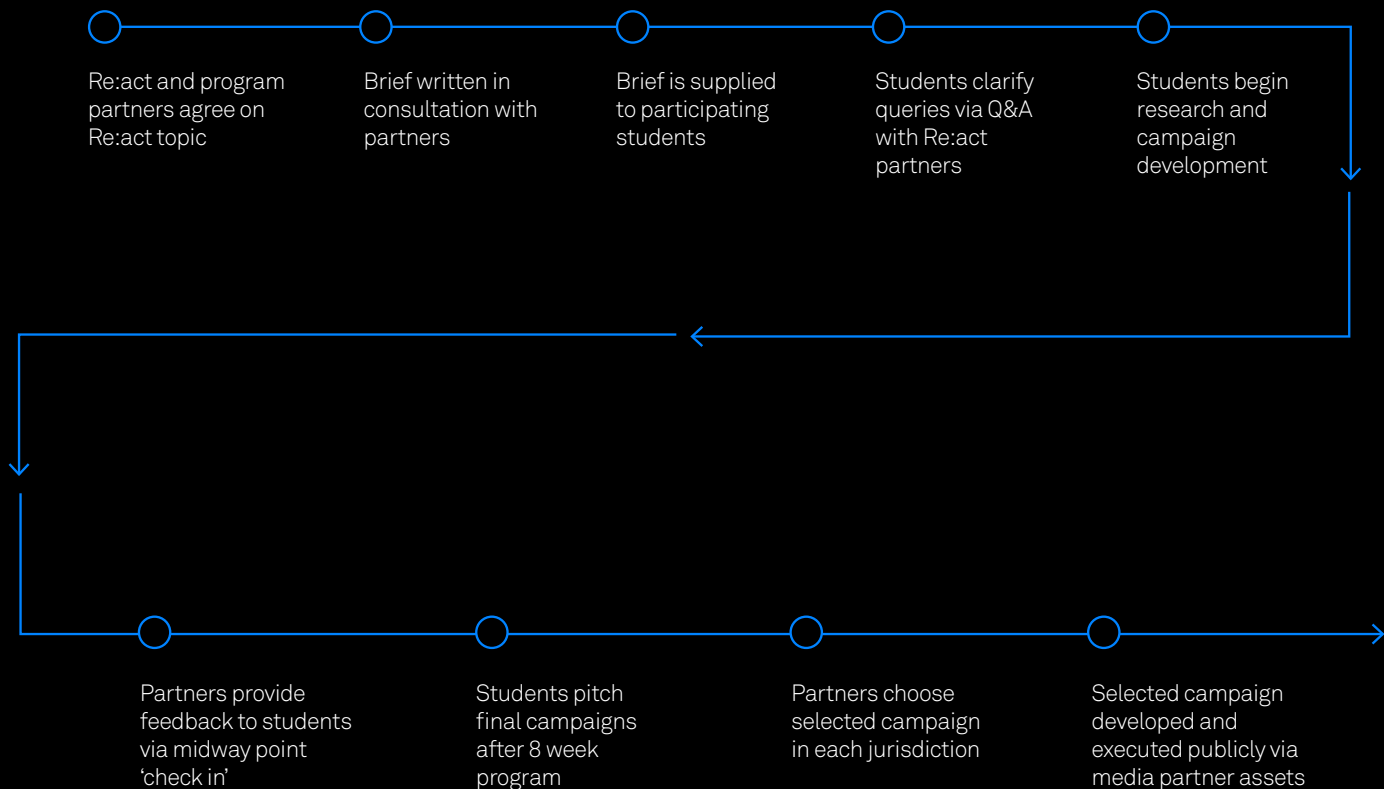 Re:act and program
partners agree on
Re:act topic
Brief written in
consultation with
partners
Brief is supplied
to participating
students
Students clarify
queries via Q&A
with Re:act
partners
Students begin
research and
campaign
development
Partners provide
feedback to students
via midway point
‘check in’
Students pitch
final campaigns
after 8 week
program
Partners choose
selected campaign
in each jurisdiction
Selected campaign
developed and
executed publicly via
media partner assets